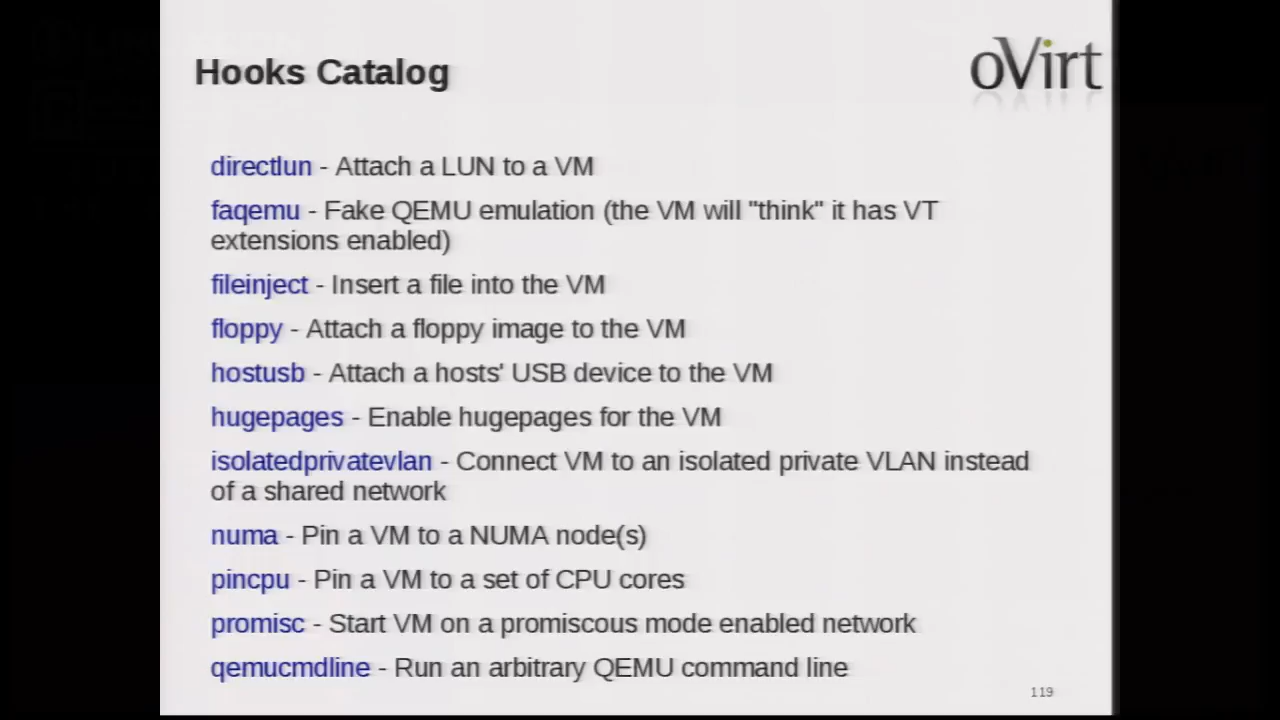 Hooks Catalog
oVirt
directlun - Attach a LUN to a VM
faqemu - Fake QEMU emulation (the VM will "think" it has VT
extensions enabled)
fileinject - Insert a file into the VM
floppy - Attach a floppy image to the VM
hostusb - Attach a hosts' USB device to the VM
hugepages - Enable hugepages for the VM
isolatedprivatevlan - Connect VM to an isolated private VLAN instead
of a shared network
numa - Pin a VM to a NUMA node(s)
pincpu - Pin a VM to a set of CPU cores
promisc - Start VM on a promiscous mode enabled network
qemucmdline - Run an arbitrary QEMU command line
119